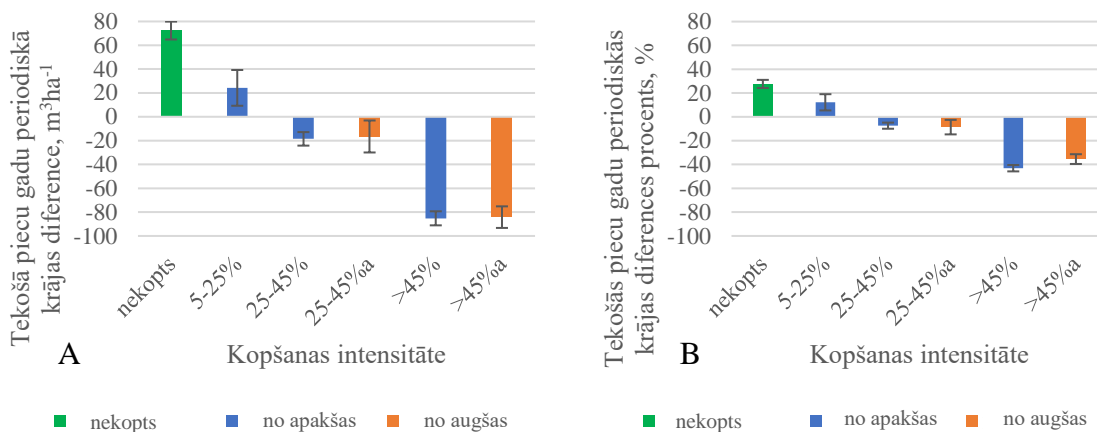 Tekošā piecu gadu periodiskā
krājas diference, m³ha⁻¹
80
60
40
20
0
-20
-40
-60
-80
-100
nekopts
5-25%
25-45%
25-45%a
>45%
>45%a
A
Kopšanas intensitāte
nekopts
no apakšas
no augšas
Tekošās piecu gadu periodiskās
krājas diferences procents, %
80
60
40
20
0
-20
-40
-60
-80
-100
nekopts
5-25%
25-45%
25-45%a
>45%
>45%a
B
Kopšanas intensitāte
nekopts
no apakšas
no augšas